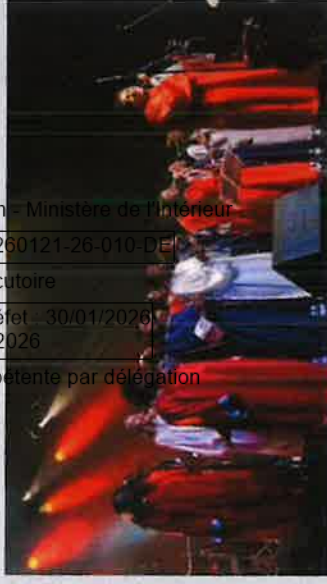 n - Ministère de l'Intérieur
260121-26-010-DE
cutoire
éfet : 30/01/2026
2026
pétente par délégation